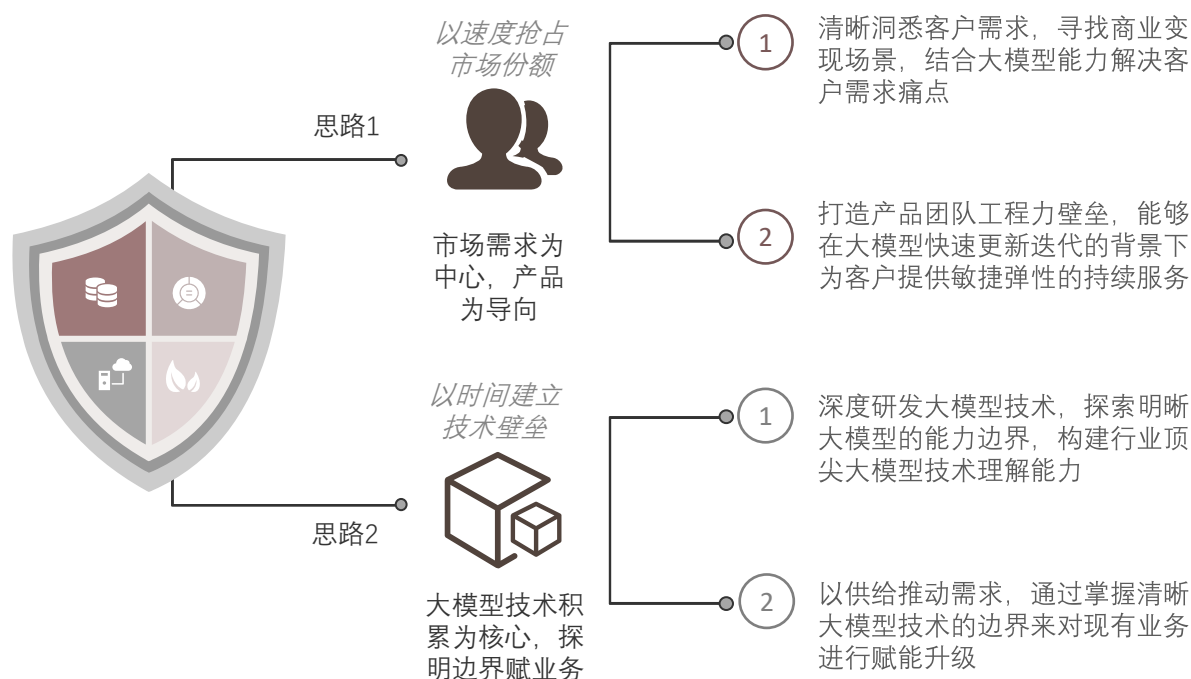 思路1
以速度抢占
市场份额
市场需求为
中心，产品
为导向
1
清晰洞悉客户需求，寻找商业变
现场景，结合大模型能力解决客
户需求痛点
2
打造产品团队工程力壁垒，能够
在大模型快速更新迭代的背景下
为客户提供敏捷弹性的持续服务
思路2
以时间建立
技术壁垒
大模型技术积
累为核心，探
明边界赋业务
1
深度研发大模型技术，探索明晰
大模型的能力边界，构建行业顶
尖大模型技术理解能力
2
以供给推动需求，通过掌握清晰
大模型技术的边界来对现有业务
进行赋能升级